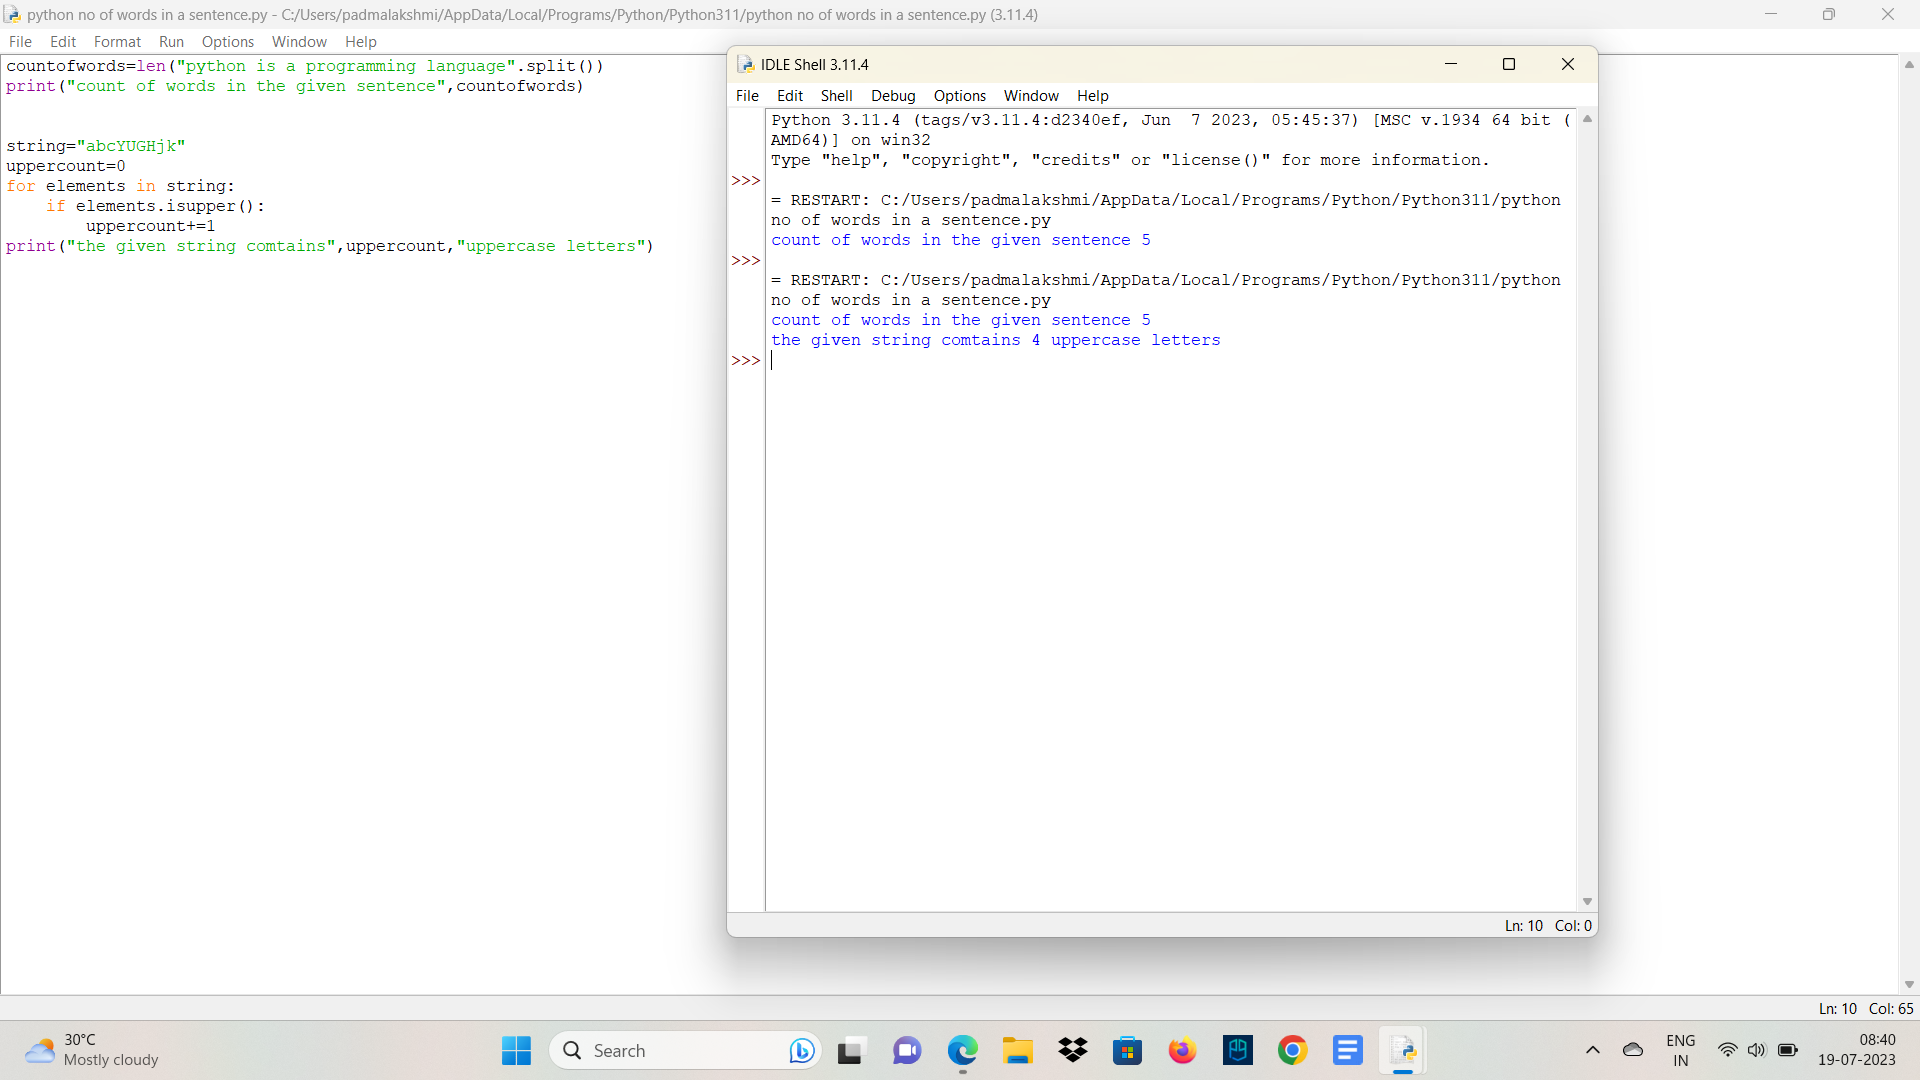 python no of words in a sentence.py - C:/Users/padmalakshmi/AppData/Local/Programs/Python/Python311/python no of words in a sentence.py (3.11.4)
File Edit Format Run Options Window Help
countofwords=len("python is a programming language".split())
print("count of words in the given sentence",countofwords)
string="abcYUGHjk"
uppercount=0
for elements in string:
    if elements.isupper():
        uppercount+=1
print("the given string comtains",uppercount,"uppercase letters")
IDLE Shell 3.11.4
File Edit Shell Debug Options Window Help
Python 3.11.4 (tags/v3.11.4:d2340ef, Jun  7 2023, 05:45:37) [MSC v.1934 64 bit (
AMD64)] on win32
Type "help", "copyright", "credits" or "license()" for more information.
>>>
= RESTART: C:/Users/padmalakshmi/AppData/Local/Programs/Python/Python311/python
no of words in a sentence.py
count of words in the given sentence 5
>>>
= RESTART: C:/Users/padmalakshmi/AppData/Local/Programs/Python/Python311/python
no of words in a sentence.py
count of words in the given sentence 5
the given string comtains 4 uppercase letters
>>>
Ln: 10 Col: 0
Ln: 10 Col: 65
30°C
Mostly cloudy
Search
ENG
IN
08:40
19-07-2023